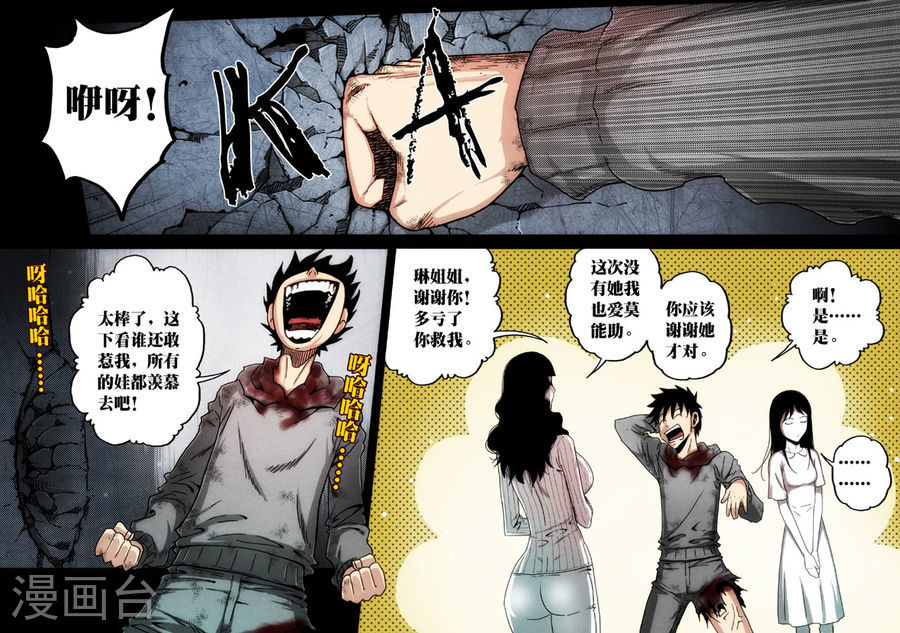 咿呀！
KA
呀哈哈哈……
太棒了，这
下看谁还敢
惹我，所有
的娃都羡慕
去吧！
呀哈哈哈……
琳姐姐，
谢谢你！
多亏了
你救我。
这次没
有她我
也爱莫
能助。
你应该
谢谢她
才对。
啊！
是……
是。
……
……
漫画台